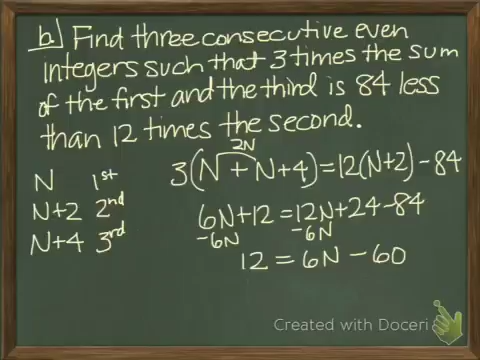 b) Find three consecutive even
integers such that 3 times the sum
of the first and the third is 84 less
than 12 times the second.
2N
N 1st 3(N + N+4)=12(N+2)-84
N+2 2nd 6N+12 = 12N+24-84
N+4 3rd -6N -6N
12 = 6N - 60
Created with Doceri